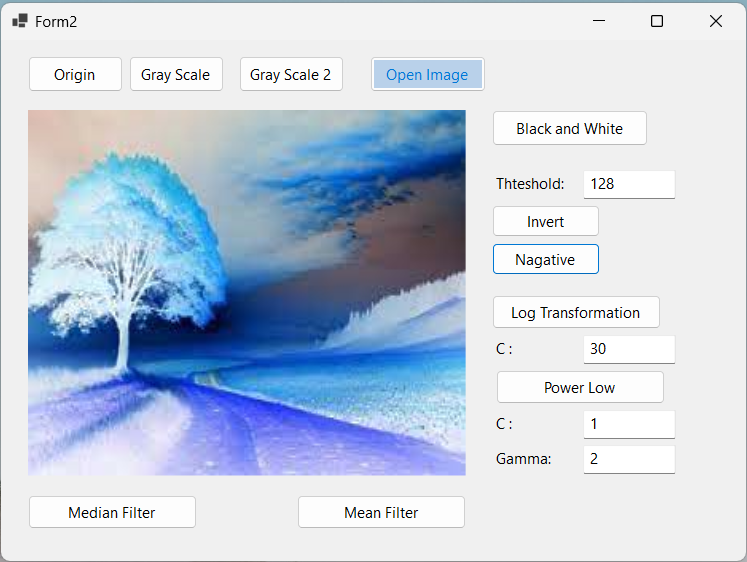 Form2
Origin
Gray Scale
Gray Scale 2
Open Image
Black and White
Thteshold:
128
Invert
Nagative
Log Transformation
C :
30
Power Low
C :
1
Gamma:
2
Median Filter
Mean Filter